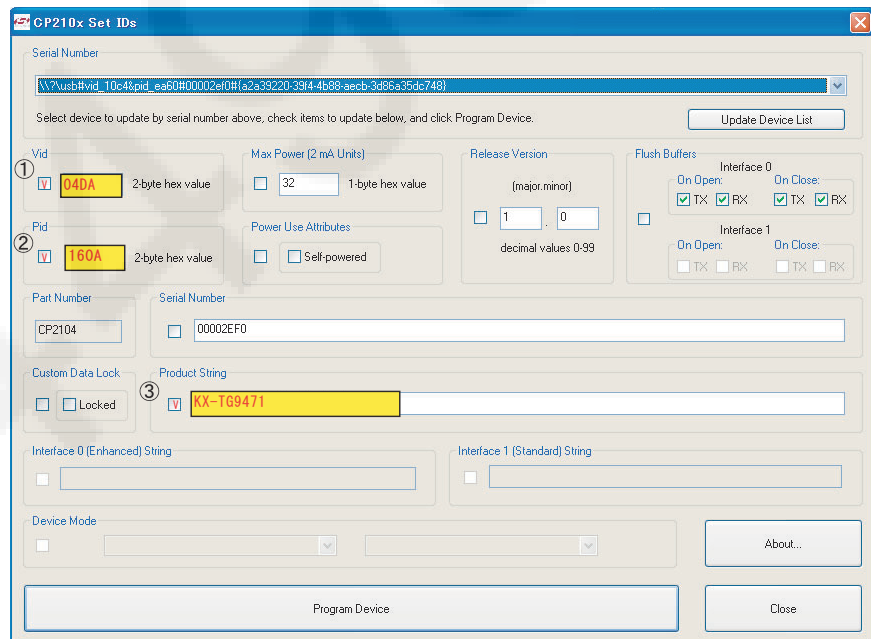 CP210x Set IDs
Serial Number
\\?\usb#vid_10c4&pid_ea60#00002ef0#{a2a39220-39f4-4b88-aecb-3d86a35dc748}
Select device to update by serial number above, check items to update below, and click Program Device.
Update Device List
① Vid
V 04DA 2-byte hex value
Max Power (2 mA Units)
32 1-byte hex value
Release Version
(major.minor)
1 . 0
decimal values 0-99
Flush Buffers
Interface 0
On Open: On Close:
TX RX TX RX
Interface 1
On Open: On Close:
TX RX TX RX
② Pid
V 160A 2-byte hex value
Power Use Attributes
Self-powered
Part Number
CP2104
Serial Number
00002EF0
Custom Data Lock
Locked
③ Product String
V KX-TG9471
Interface 0 (Enhanced) String
Interface 1 (Standard) String
Device Mode
About...
Program Device
Close